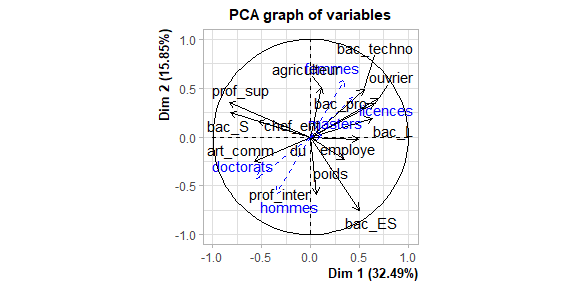 PCA graph of variables
1.0
0.5
0.0
-0.5
-1.0
Dim 2 (15.85%)
bac_techno
agriculteur
femmes
ouvrier
prof_sup
bac_pro
licences
bac_S
chef_en
masters
bac_L
art_comm
du
employe
doctorats
poids
prof_inter
hommes
bac_ES
-1.0
-0.5
0.0
0.5
1.0
Dim 1 (32.49%)